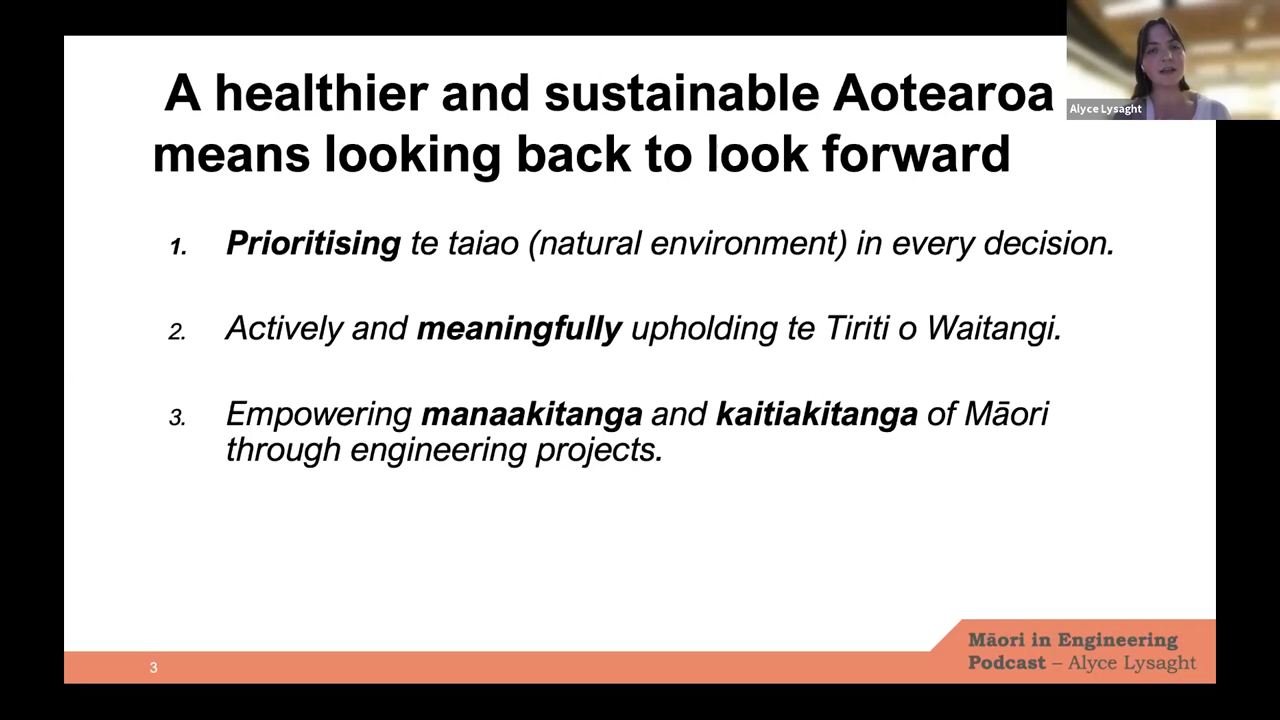 A healthier and sustainable Aotearoa
means looking back to look forward
Alyce Lysaght
1. Prioritising te taiao (natural environment) in every decision.
2. Actively and meaningfully upholding te Tiriti o Waitangi.
3. Empowering manaakitanga and kaitiakitanga of Māori
through engineering projects.
3
Māori in Engineering
Podcast – Alyce Lysaght